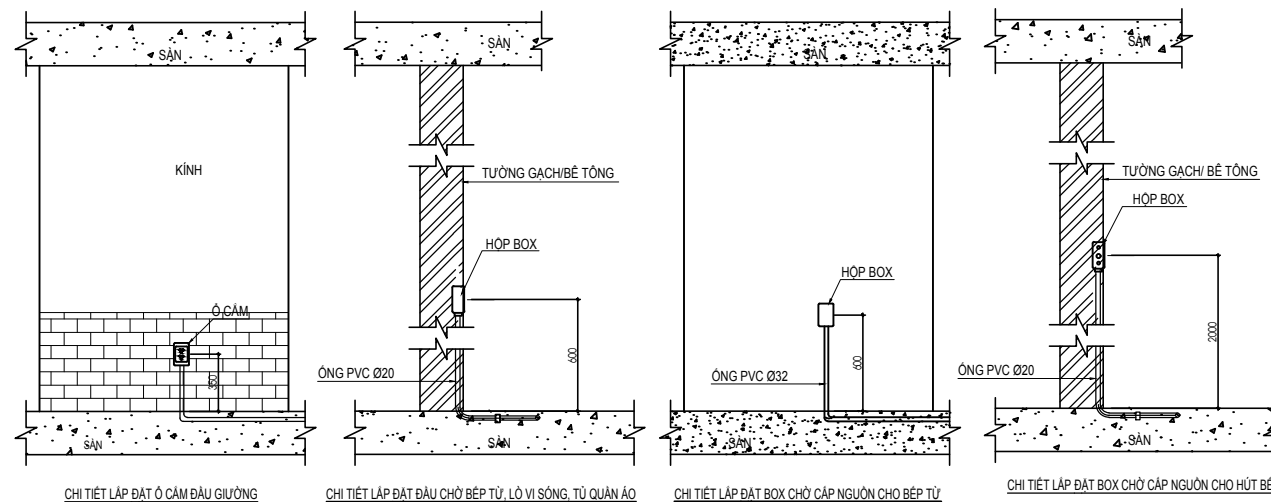 SÀN
KÍNH
Ổ CẮM
350
SÀN
CHI TIẾT LẮP ĐẶT Ổ CẮM ĐẦU GIƯỜNG
SÀN
TƯỜNG GẠCH/BÊ TÔNG
HỘP BOX
600
ỐNG PVC Ø20
SÀN
CHI TIẾT LẮP ĐẶT ĐẦU CHỜ BẾP TỪ, LÒ VI SÓNG, TỦ QUẦN ÁO
SÀN
HỘP BOX
600
ỐNG PVC Ø32
SÀN
CHI TIẾT LẮP ĐẶT BOX CHỜ CẤP NGUỒN CHO BẾP TỪ
SÀN
TƯỜNG GẠCH/ BÊ TÔNG
HỘP BOX
2000
ỐNG PVC Ø20
SÀN
CHI TIẾT LẮP ĐẶT BOX CHỜ CẤP NGUỒN CHO HÚT BẾ